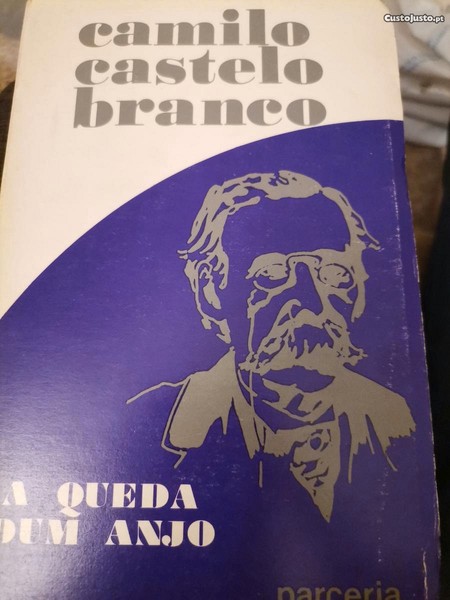 CustoJusto.pt
camilo
castelo
branco
A QUEDA
DUM ANJO
parceria